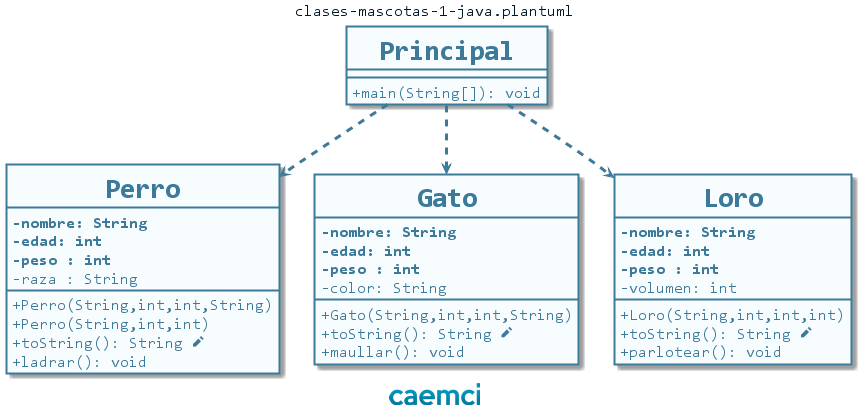 clases-mascotas-1-java.plantuml
Principal
+main(String[]): void
Perro
-nombre: String
-edad: int
-peso : int
-raza : String
+Perro(String,int,int,String)
+Perro(String,int,int)
+toString(): String
+ladrar(): void
Gato
-nombre: String
-edad: int
-peso : int
-color: String
+Gato(String,int,int,String)
+toString(): String
+maullar(): void
Loro
-nombre: String
-edad: int
-peso : int
-volumen: int
+Loro(String,int,int,int)
+toString(): String
+parlotear(): void
caemci